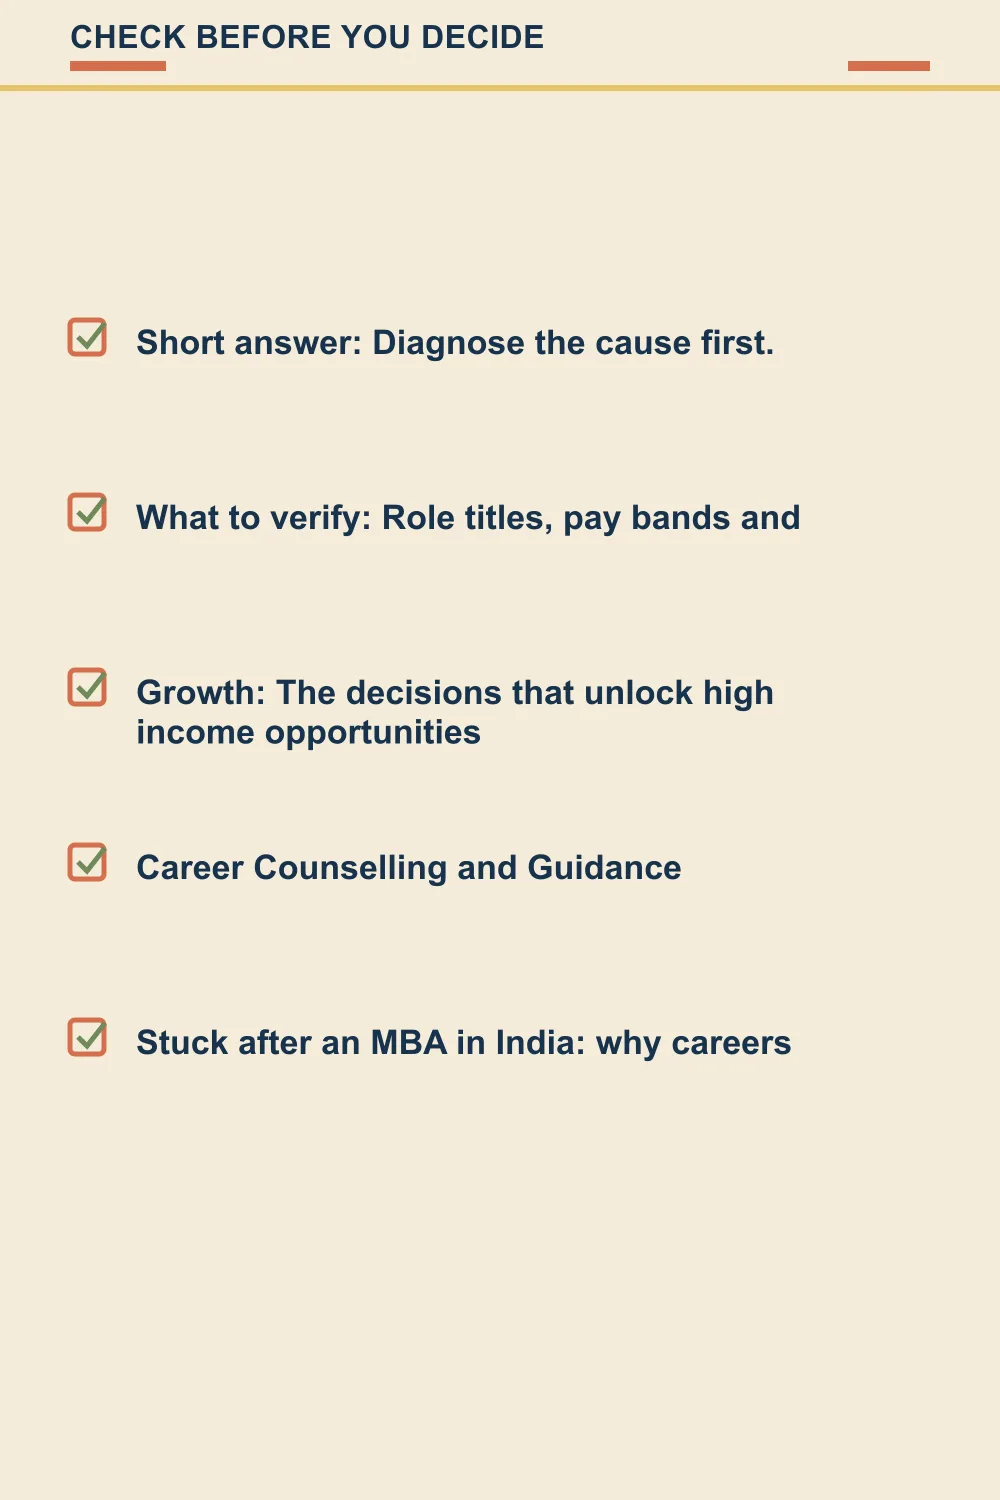 CHECK BEFORE YOU DECIDE
Short answer: Diagnose the cause first.
What to verify: Role titles, pay bands and
Growth: The decisions that unlock high
income opportunities
Career Counselling and Guidance
Stuck after an MBA in India: why careers